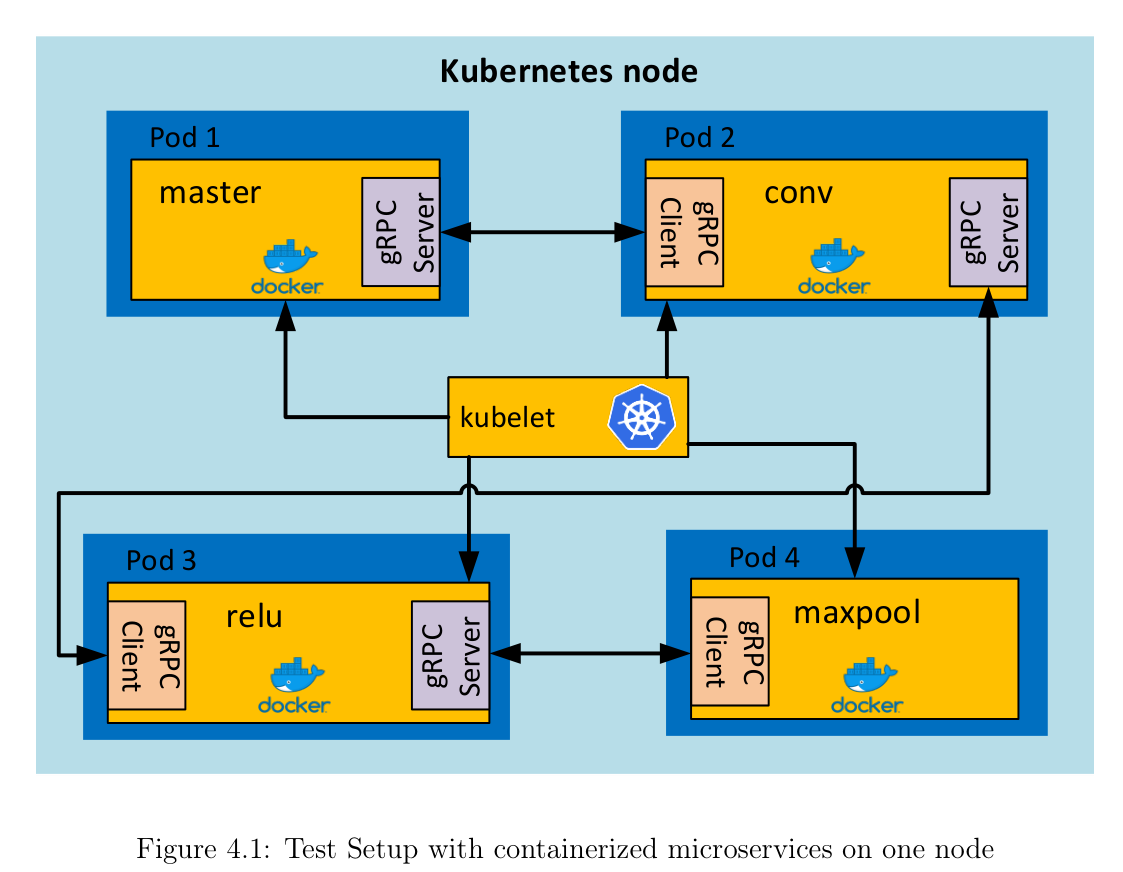 Kubernetes node
Pod 1
master
gRPC
Server
docker
Pod 2
gRPC
Client
conv
gRPC
Server
docker
kubelet
Pod 3
gRPC
Client
relu
gRPC
Server
docker
Pod 4
gRPC
Client
maxpool
docker
Figure 4.1: Test Setup with containerized microservices on one node